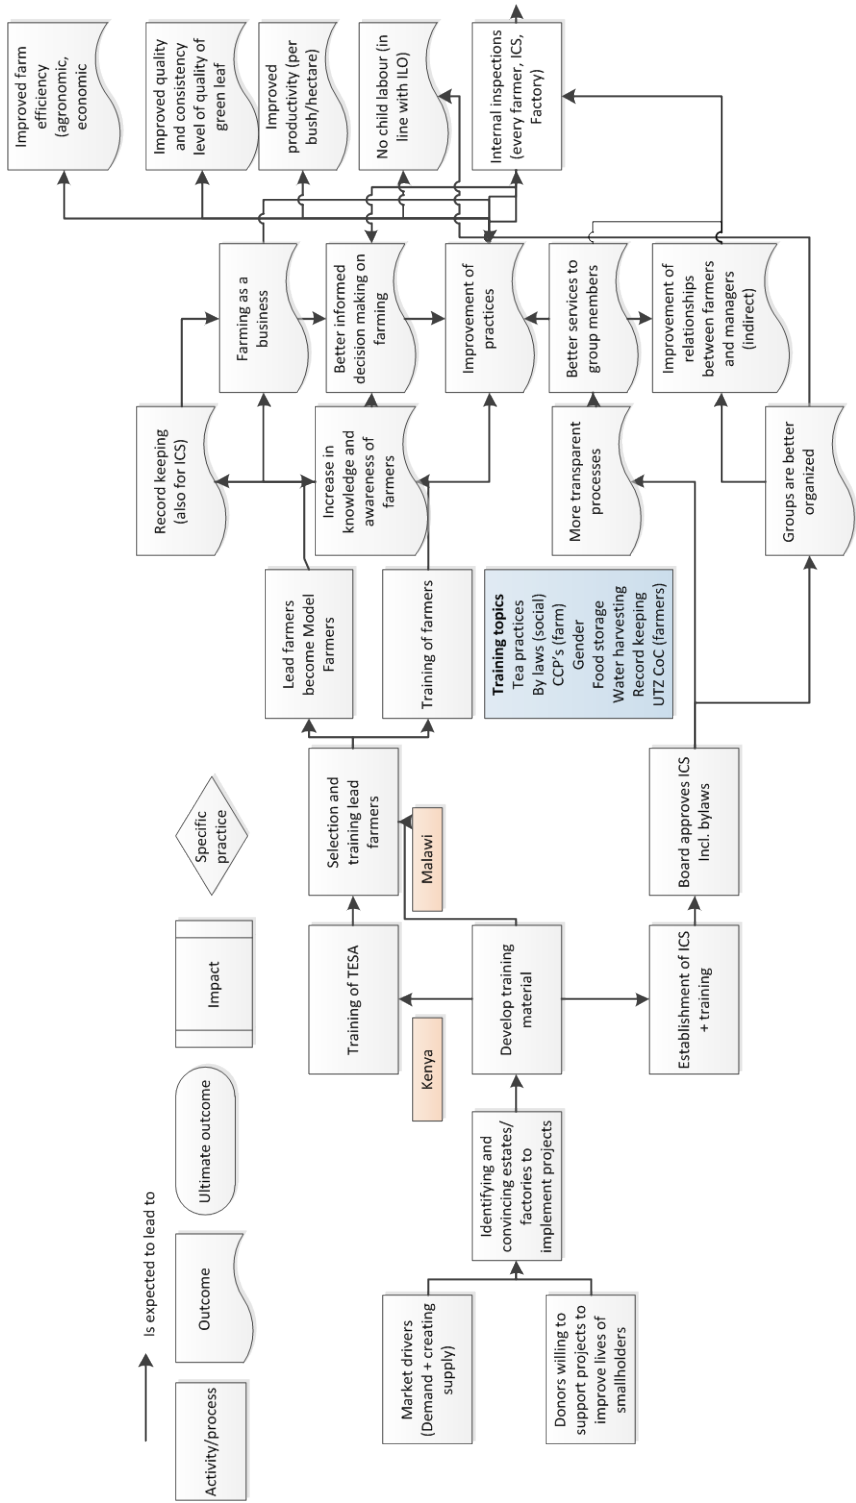 Is expected to lead to
Activity/process
Outcome
Ultimate outcome
Impact
Specific
practice
Market drivers
(Demand + creating
supply)
Donors willing to
support projects to
improve lives of
smallholders
Identifying and
convincing estates/
factories to
implement projects
Kenya
Malawi
Training of TESA
Develop training
material
Establishment of ICS
+ training
Selection and
training lead
farmers
Board approves ICS
Incl. bylaws
Lead farmers
become Model
Farmers
Training of farmers
Training topics
Tea practices
By laws (social)
CCP's (farm)
Gender
Food storage
Water harvesting
Record keeping
UTZ CoC (farmers)
Record keeping
(also for ICS)
Increase in
knowledge and
awareness of
farmers
More transparent
processes
Groups are better
organized
Farming as a
business
Better informed
decision making on
farming
Improvement of
practices
Better services to
group members
Improvement of
relationships
between farmers
and managers
(indirect)
Improved farm
efficiency
(agronomic,
economic
Improved quality
and consistency
level of quality of
green leaf
Improved
productivity (per
bush/hectare)
No child labour (in
line with ILO)
Internal inspections
(every farmer, ICS,
Factory)